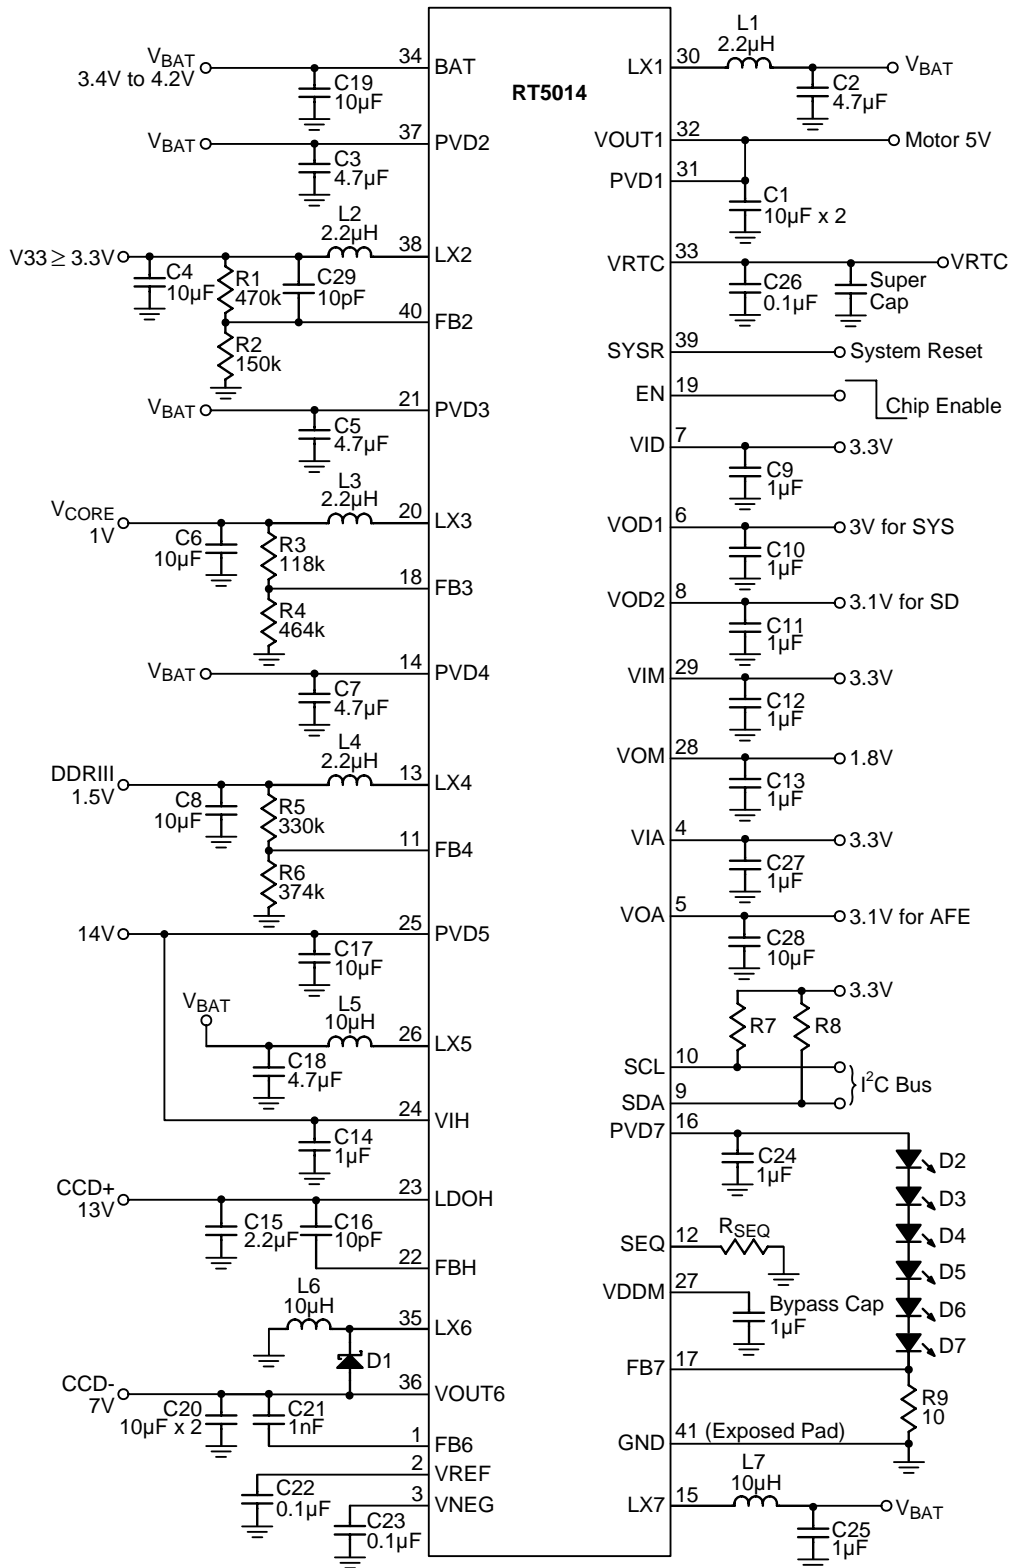 RT5014
V_BAT
3.4V to 4.2V
34
BAT
C19
10µF
V_BAT
37
PVD2
C3
4.7µF
L2
2.2µH
V33 ≥ 3.3V
38
LX2
C4
10µF
R1
470k
C29
10pF
40
FB2
R2
150k
V_BAT
21
PVD3
C5
4.7µF
L3
2.2µH
V_CORE
1V
20
LX3
C6
10µF
R3
118k
18
FB3
R4
464k
V_BAT
14
PVD4
C7
4.7µF
L4
2.2µH
DDRIII
1.5V
13
LX4
C8
10µF
R5
330k
11
FB4
R6
374k
14V
25
PVD5
C17
10µF
V_BAT
L5
10µH
26
LX5
C18
4.7µF
24
VIH
C14
1µF
CCD+
13V
23
LDOH
C15
2.2µF
C16
10pF
22
FBH
L6
10µH
35
LX6
D1
CCD-
7V
36
VOUT6
C20
10µF x 2
C21
1nF
1
FB6
2
VREF
C22
0.1µF
3
VNEG
C23
0.1µF
L1
2.2µH
LX1
30
V_BAT
C2
4.7µF
VOUT1
32
Motor 5V
PVD1
31
C1
10µF x 2
VRTC
33
VRTC
C26
0.1µF
Super
Cap
SYSR
39
System Reset
EN
19
Chip Enable
VID
7
3.3V
C9
1µF
VOD1
6
3V for SYS
C10
1µF
VOD2
8
3.1V for SD
C11
1µF
VIM
29
3.3V
C12
1µF
VOM
28
1.8V
C13
1µF
VIA
4
3.3V
C27
1µF
VOA
5
3.1V for AFE
C28
10µF
3.3V
R7
R8
SCL
10
I²C Bus
SDA
9
PVD7
16
C24
1µF
D2
D3
D4
D5
D6
D7
SEQ
12
R_SEQ
VDDM
27
Bypass Cap
1µF
FB7
17
R9
10
GND
41 (Exposed Pad)
L7
10µH
LX7
15
V_BAT
C25
1µF